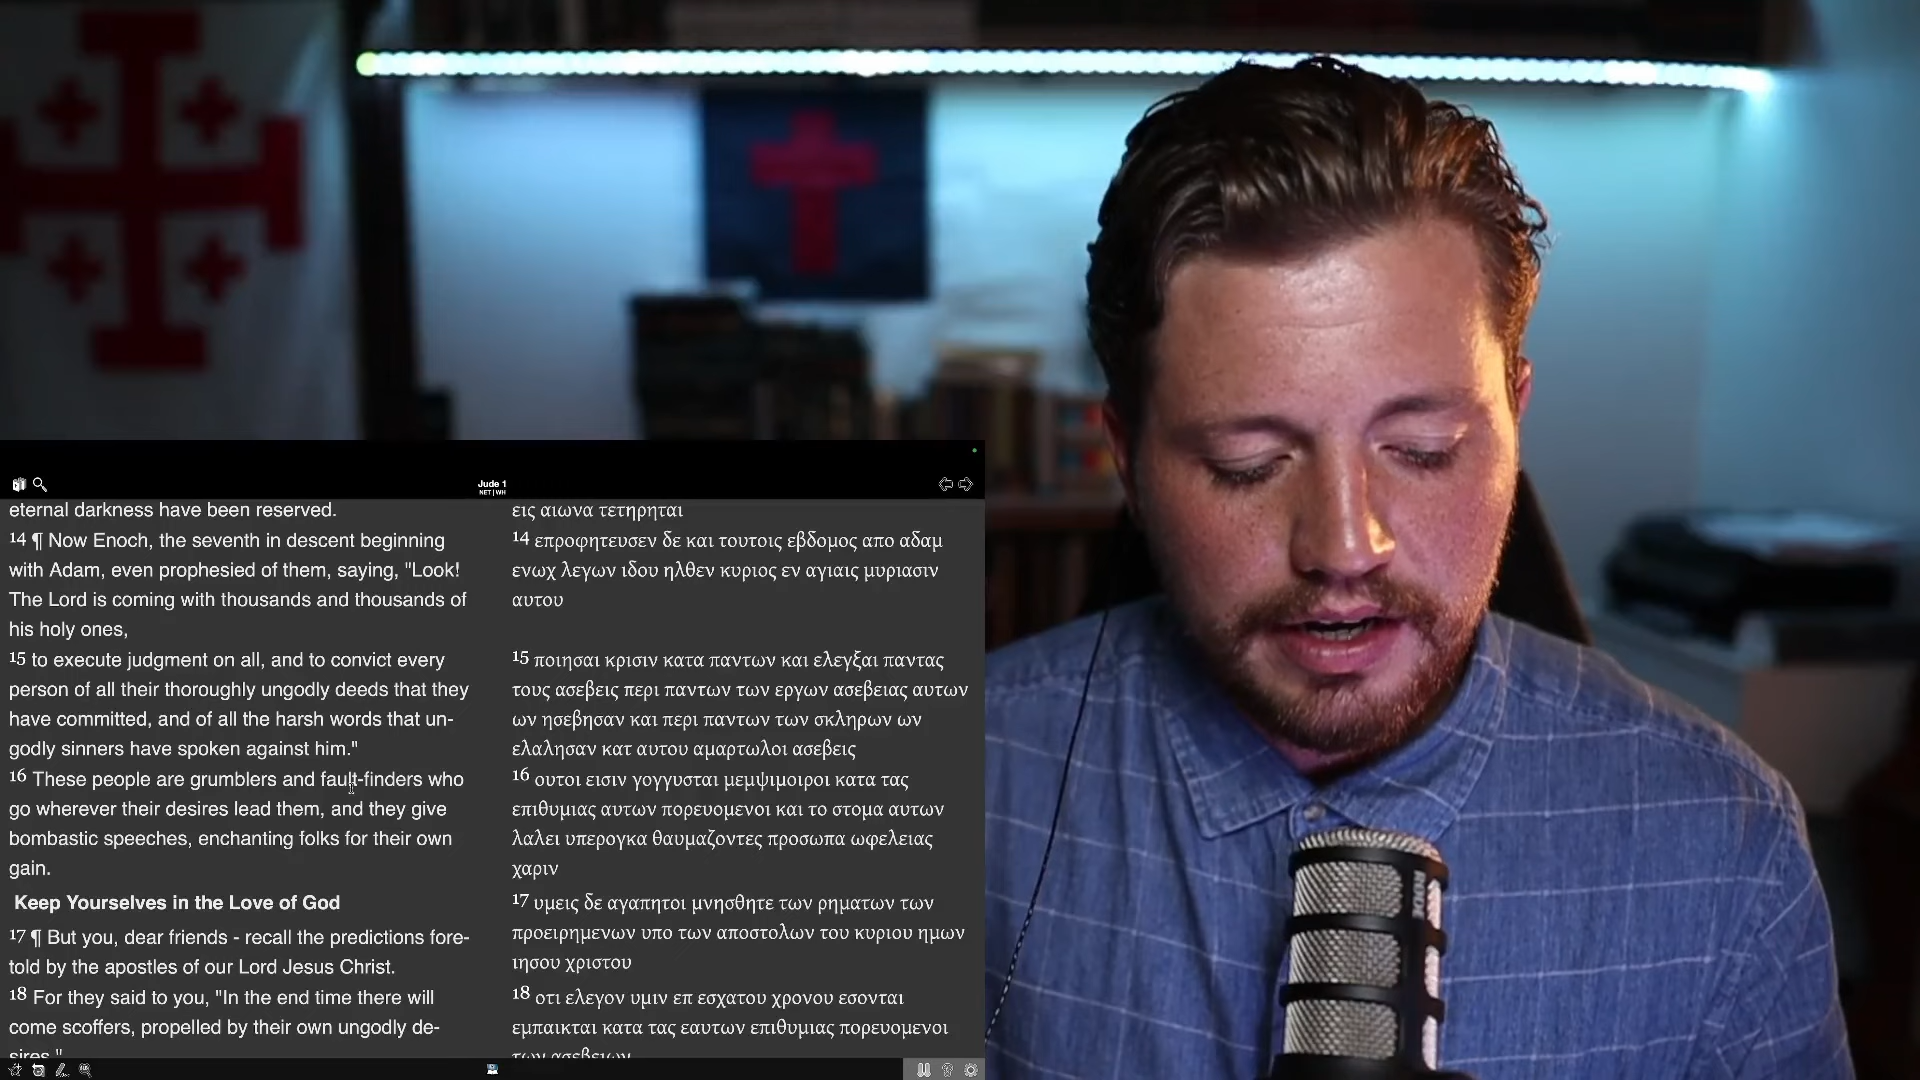 Jude 1
NET | WH
eternal darkness have been reserved.
14 ¶ Now Enoch, the seventh in descent beginning
with Adam, even prophesied of them, saying, "Look!
The Lord is coming with thousands and thousands of
his holy ones,
15 to execute judgment on all, and to convict every
person of all their thoroughly ungodly deeds that they
have committed, and of all the harsh words that un-
godly sinners have spoken against him."
16 These people are grumblers and fault-finders who
go wherever their desires lead them, and they give
bombastic speeches, enchanting folks for their own
gain.
Keep Yourselves in the Love of God
17 ¶ But you, dear friends - recall the predictions fore-
told by the apostles of our Lord Jesus Christ.
18 For they said to you, "In the end time there will
come scoffers, propelled by their own ungodly de-
sires."
εις αιωνα τετηρηται
14 επροφητευσεν δε και τουτοις εβδομος απο αδαμ
ενωχ λεγων ιδου ηλθεν κυριος εν αγιαις μυριασιν
αυτου
15 ποιησαι κρισιν κατα παντων και ελεγξαι παντας
τους ασεβεις περι παντων των εργων ασεβειας αυτων
ων ησεβησαν και περι παντων των σκληρων ων
ελαλησαν κατ αυτου αμαρτωλοι ασεβεις
16 ουτοι εισιν γογγυσται μεμψιμοιροι κατα τας
επιθυμιας αυτων πορευομενοι και το στομα αυτων
λαλει υπερογκα θαυμαζοντες προσωπα ωφελειας
χαριν
17 υμεις δε αγαπητοι μνησθητε των ρηματων των
προειρημενων υπο των αποστολων του κυριου ημων
ιησου χριστου
18 οτι ελεγον υμιν επ εσχατου χρονου εσονται
εμπαικται κατα τας εαυτων επιθυμιας πορευομενοι
των ασεβειων